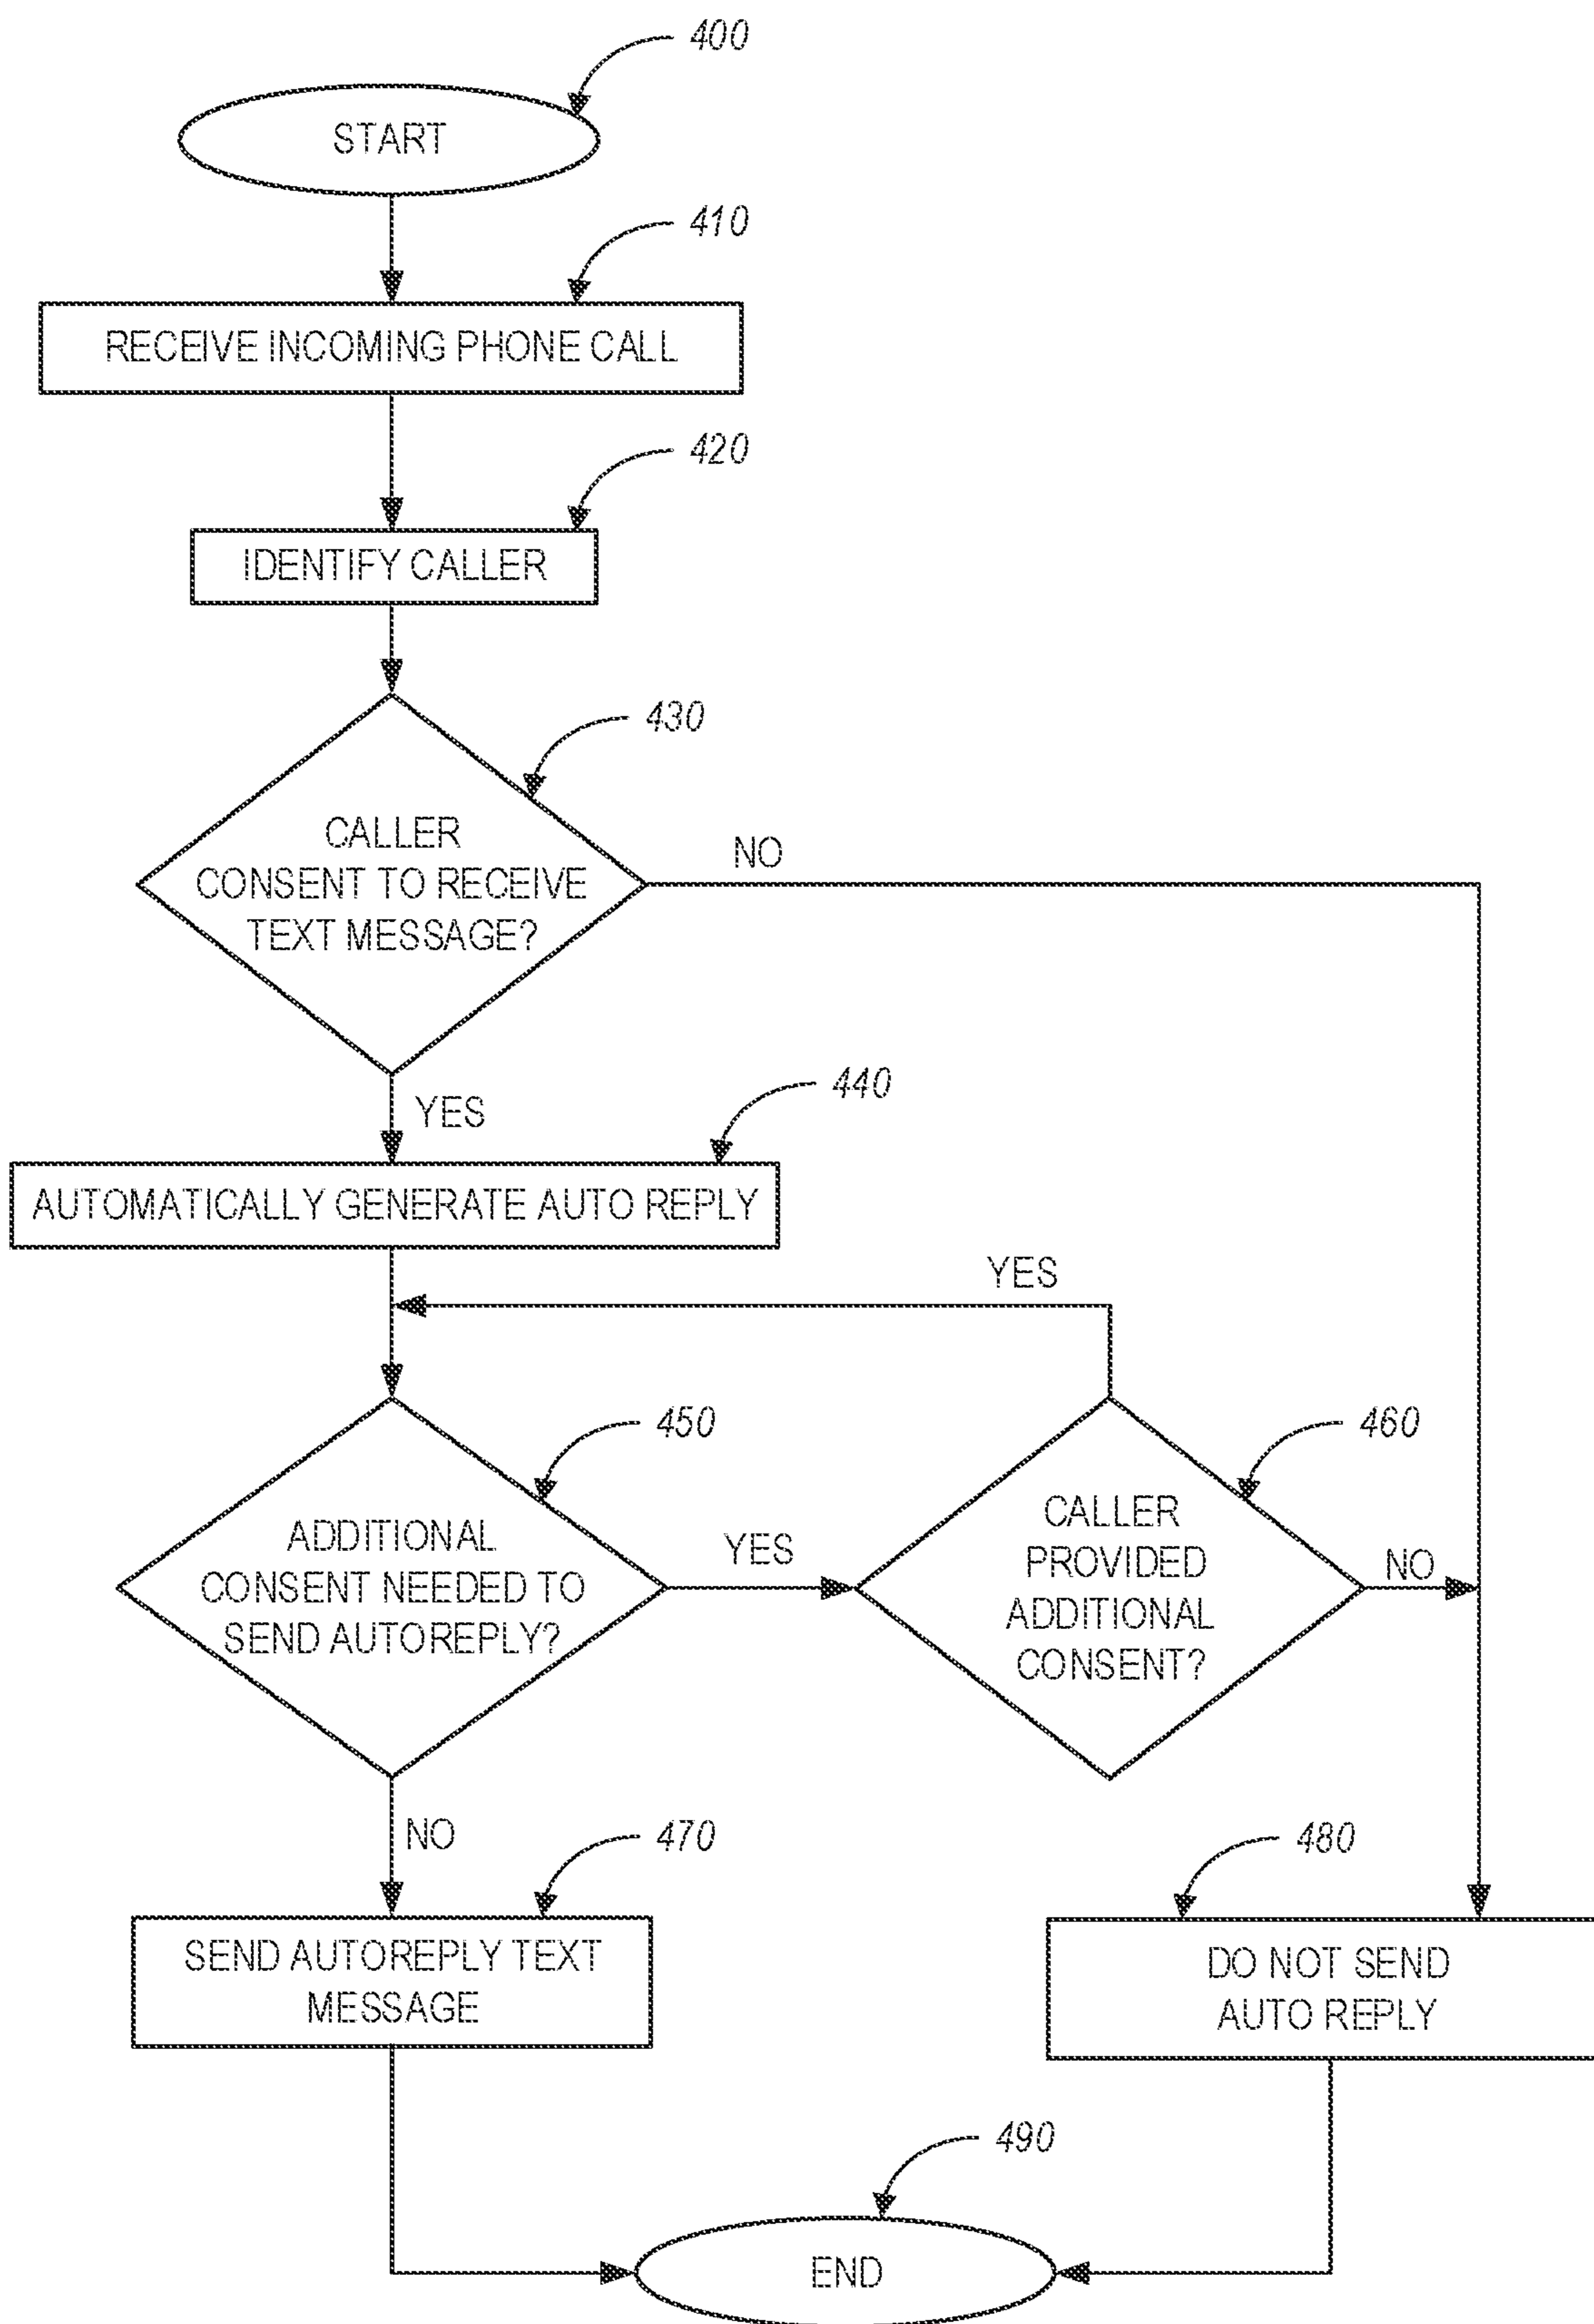 400
START
410
RECEIVE INCOMING PHONE CALL
420
IDENTIFY CALLER
430
CALLER
CONSENT TO RECEIVE
TEXT MESSAGE?
NO
YES
440
AUTOMATICALLY GENERATE AUTO REPLY
YES
450
460
ADDITIONAL
CONSENT NEEDED TO
SEND AUTOREPLY?
YES
CALLER
PROVIDED
ADDITIONAL
CONSENT?
NO
NO
470
480
SEND AUTOREPLY TEXT
MESSAGE
DO NOT SEND
AUTO REPLY
490
END